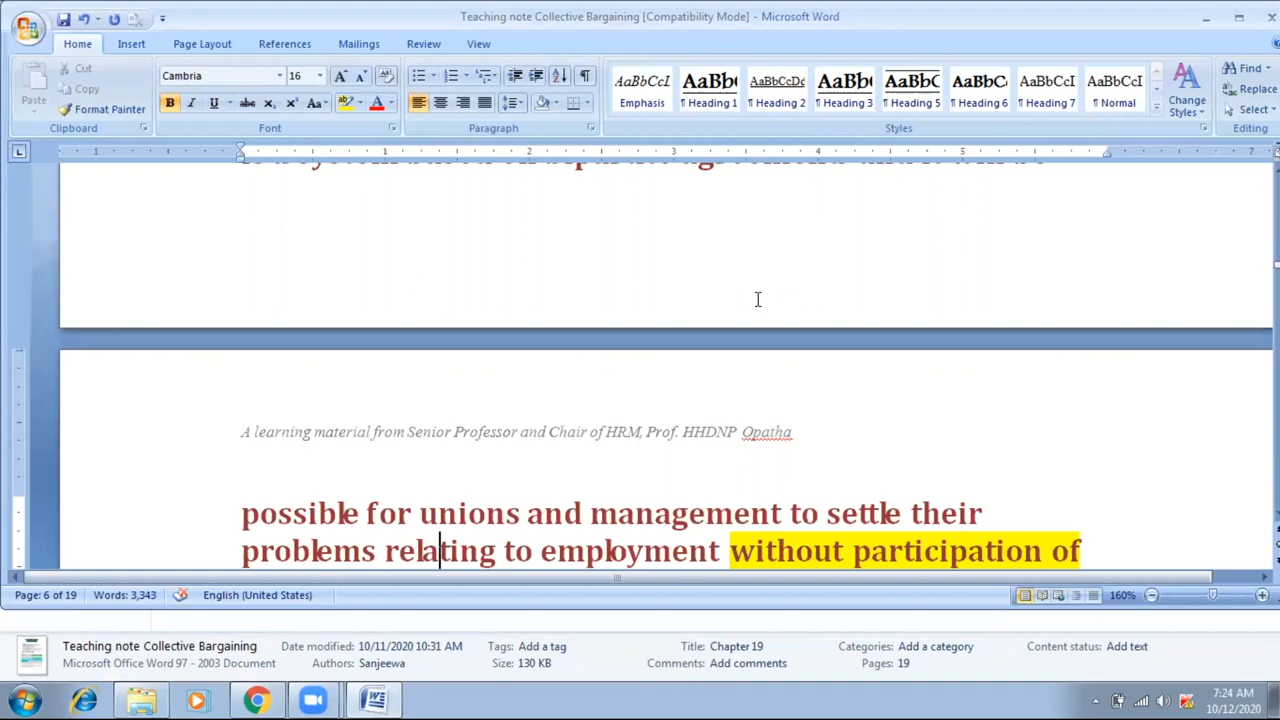 Teaching note Collective Bargaining [Compatibility Mode] - Microsoft Word
Home Insert Page Layout References Mailings Review View
Paste
Cut
Copy
Format Painter
Clipboard
Cambria 16
Font
Paragraph
AaBbCcI AaBb( AaBbCcDc AaBb( AaBbC AaBbCc AaBbCcI AaBbCcI
Emphasis ¶ Heading 1 ¶ Heading 2 ¶ Heading 3 ¶ Heading 5 ¶ Heading 6 ¶ Heading 7 ¶ Normal
Styles
Change Styles
Find
Replace
Select
Editing
A learning material from Senior Professor and Chair of HRM, Prof. HHDNP Opatha
possible for unions and management to settle their
problems relating to employment without participation of
Page: 6 of 19 Words: 3,343 English (United States) 160%
Teaching note Collective Bargaining Date modified: 10/11/2020 10:31 AM Tags: Add a tag Title: Chapter 19 Categories: Add a category Content status: Add text
Microsoft Office Word 97 - 2003 Document Authors: Sanjeewa Size: 130 KB Comments: Add comments Pages: 19
7:24 AM
10/12/2020